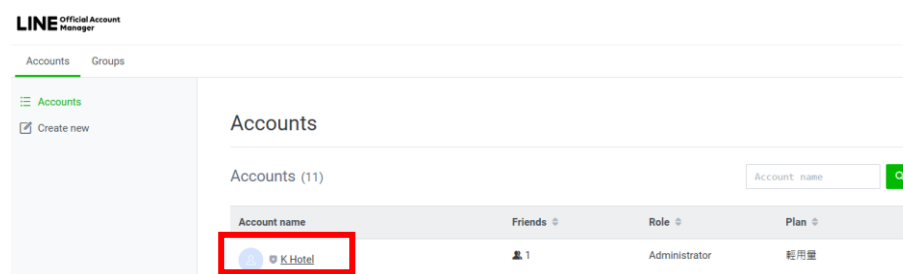 LINE Official Account Manager
Accounts Groups
Accounts
Create new
Accounts
Accounts (11)
Account name
Account name Friends Role Plan
K Hotel 1 Administrator 輕用量